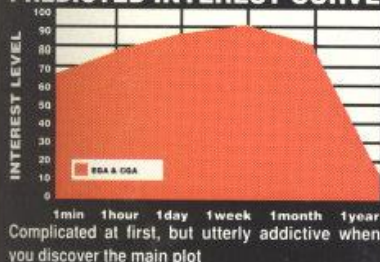 PREDICTED INTEREST CURVE
100
90
80
70
60
50
40
30
20
10
0
INTEREST LEVEL
EGA & CGA
1min 1hour 1day 1week 1month 1year
Complicated at first, but utterly addictive when
you discover the main plot